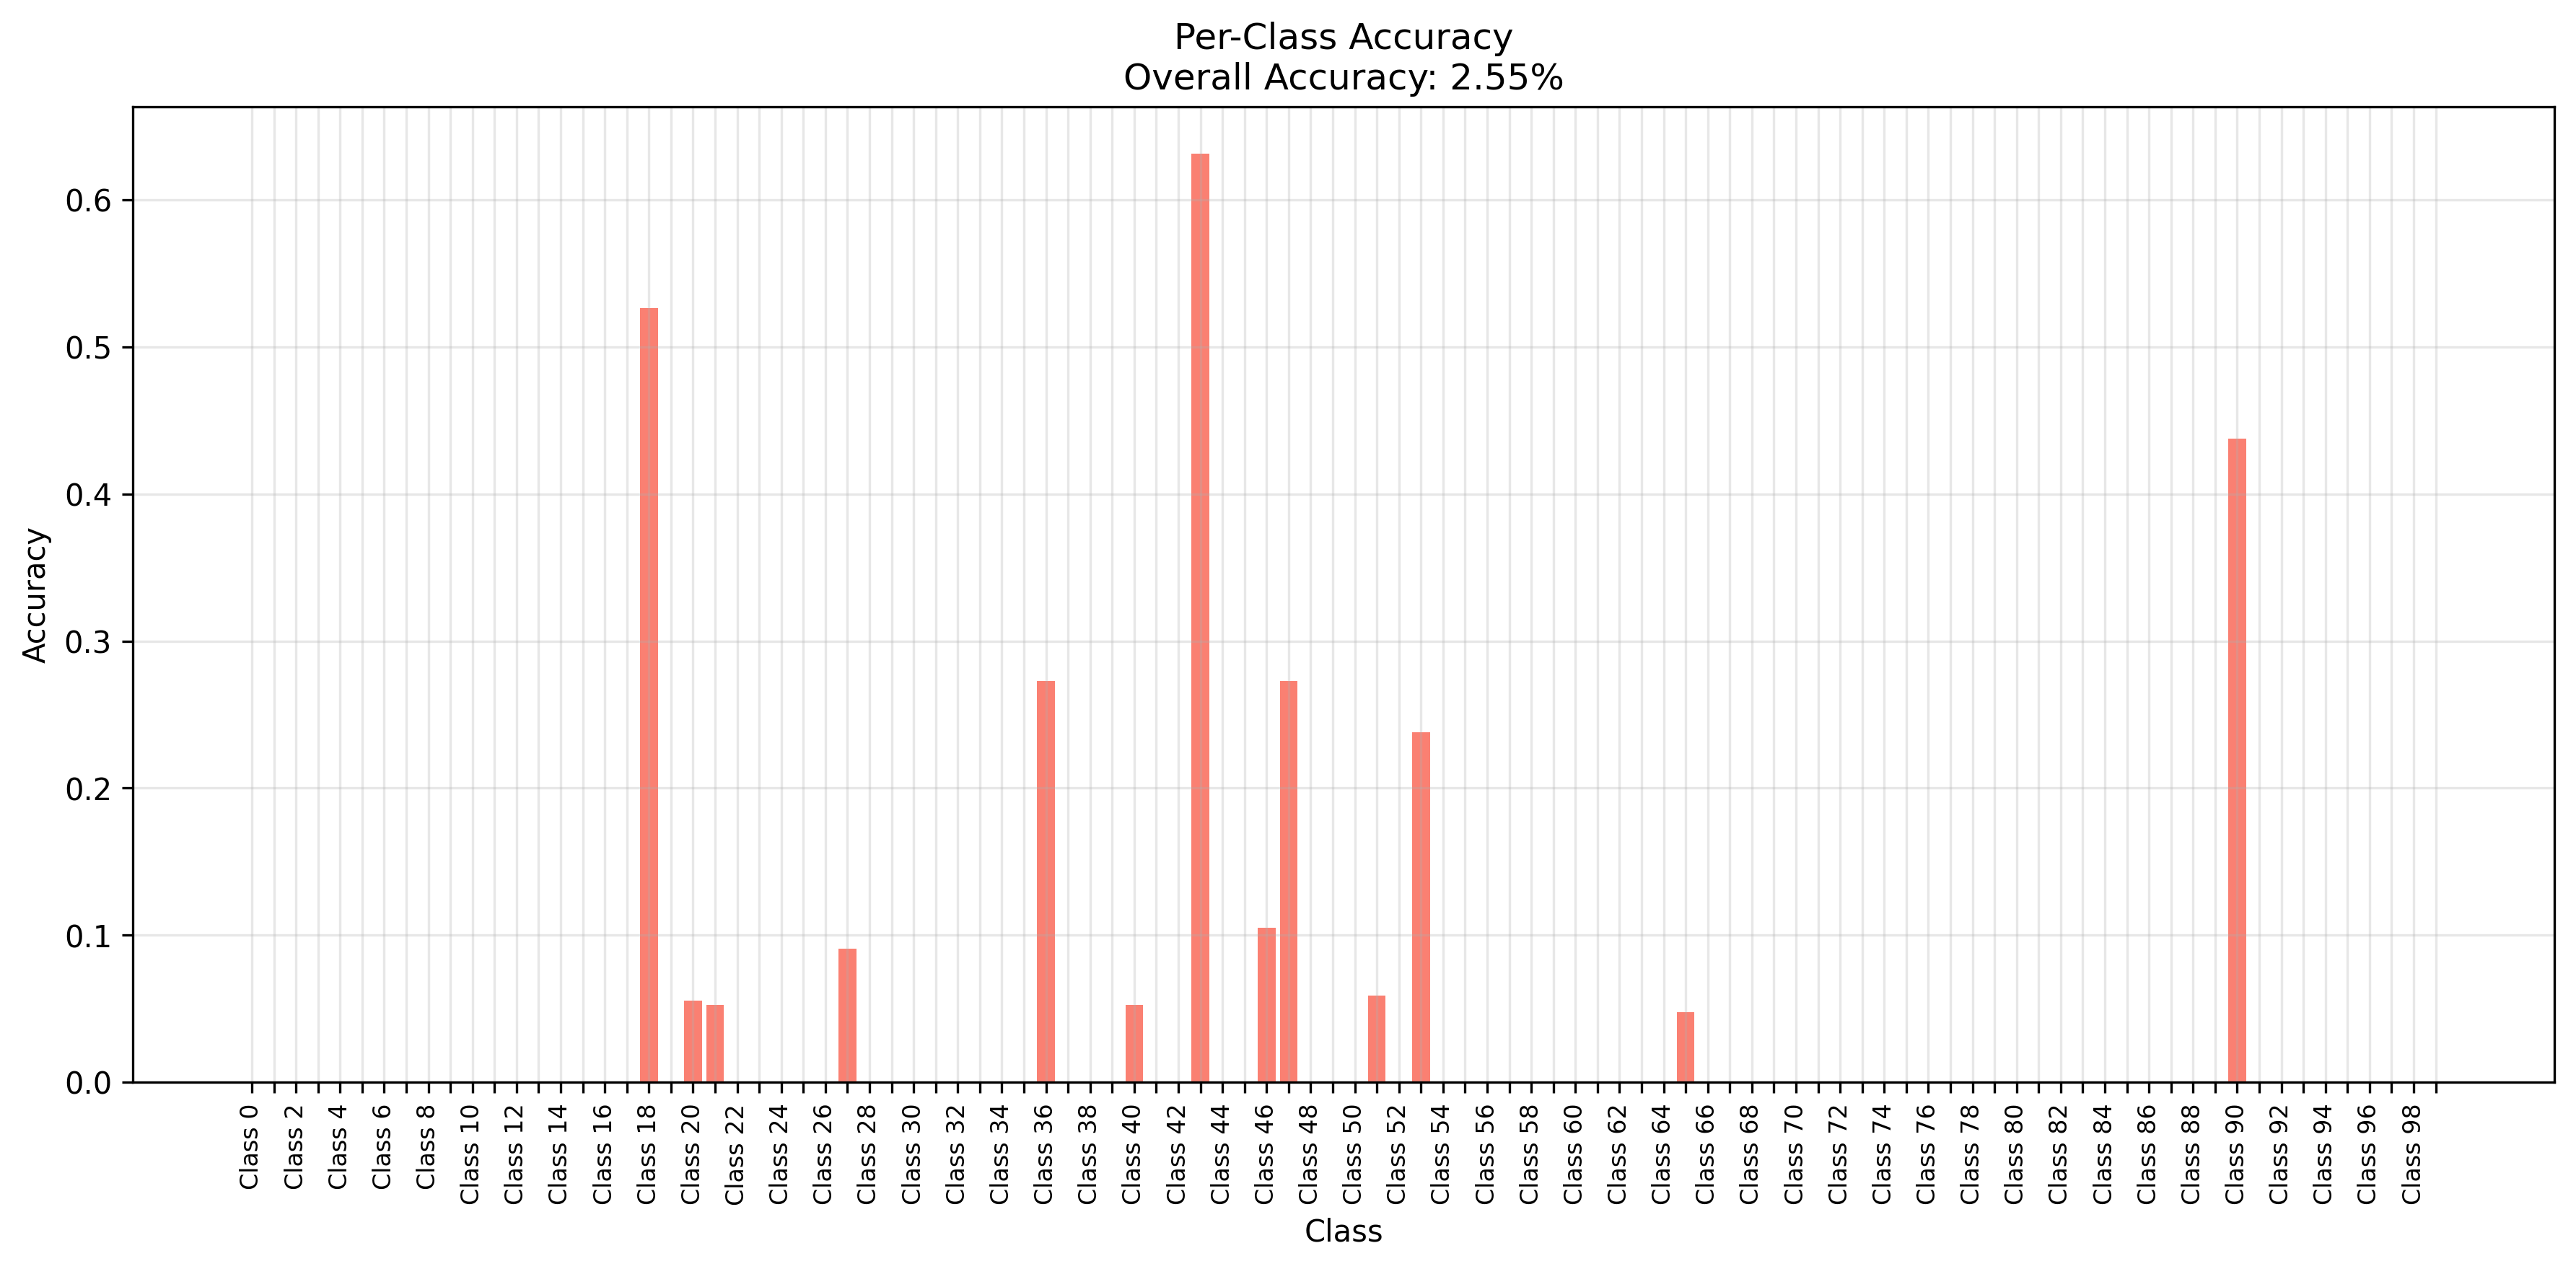 Per-Class Accuracy
Overall Accuracy: 2.55%
Accuracy
0.6
0.5
0.4
0.3
0.2
0.1
0.0
Class 0
Class 2
Class 4
Class 6
Class 8
Class 10
Class 12
Class 14
Class 16
Class 18
Class 20
Class 22
Class 24
Class 26
Class 28
Class 30
Class 32
Class 34
Class 36
Class 38
Class 40
Class 42
Class 44
Class 46
Class 48
Class 50
Class 52
Class 54
Class 56
Class 58
Class 60
Class 62
Class 64
Class 66
Class 68
Class 70
Class 72
Class 74
Class 76
Class 78
Class 80
Class 82
Class 84
Class 86
Class 88
Class 90
Class 92
Class 94
Class 96
Class 98
Class